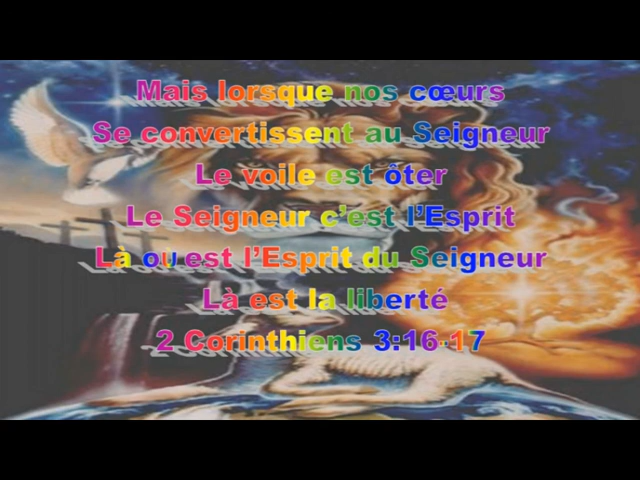 Mais lorsque nos cœurs
Se convertissent au Seigneur
Le voile est ôter
Le Seigneur c’est l’Esprit
Là ou est l’Esprit du Seigneur
Là est la liberté
2 Corinthiens 3:16-17